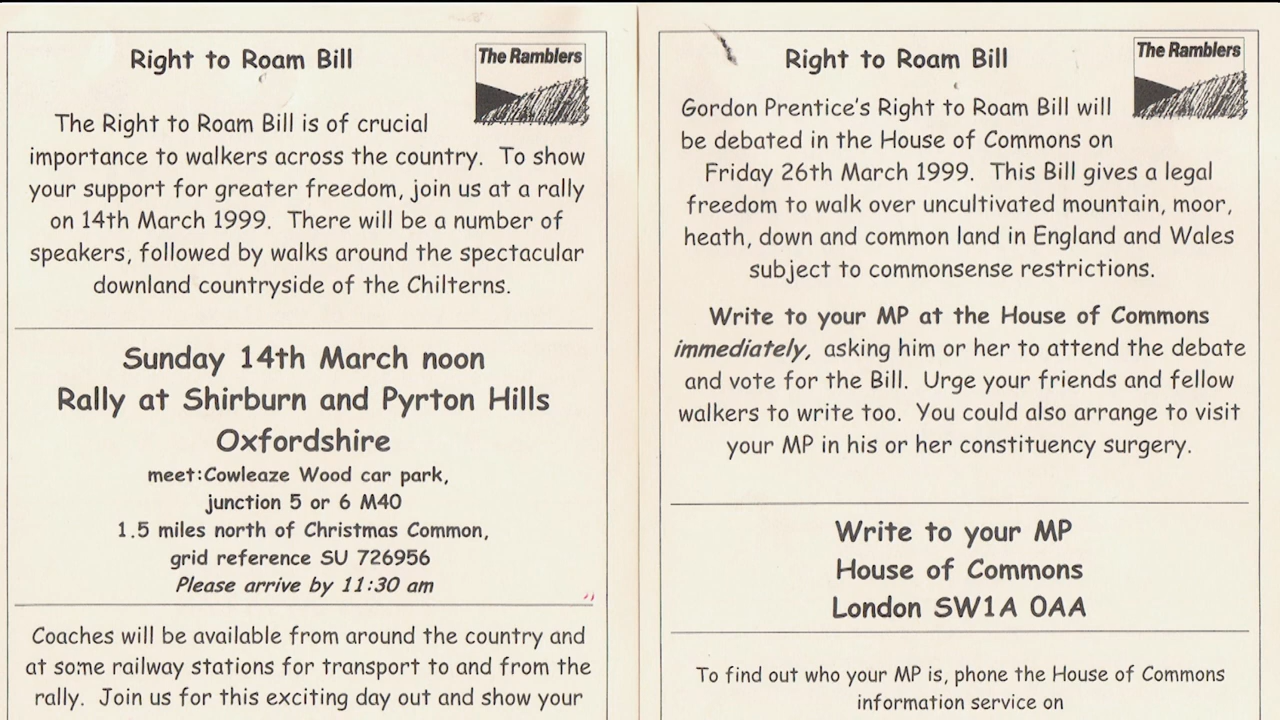 Right to Roam Bill
The Ramblers
The Right to Roam Bill is of crucial
importance to walkers across the country. To show
your support for greater freedom, join us at a rally
on 14th March 1999. There will be a number of
speakers, followed by walks around the spectacular
downland countryside of the Chilterns.
Sunday 14th March noon
Rally at Shirburn and Pyrton Hills
Oxfordshire
meet:Cowleaze Wood car park,
junction 5 or 6 M40
1.5 miles north of Christmas Common,
grid reference SU 726956
Please arrive by 11:30 am
Coaches will be available from around the country and
at some railway stations for transport to and from the
rally. Join us for this exciting day out and show your
Right to Roam Bill
The Ramblers
Gordon Prentice's Right to Roam Bill will
be debated in the House of Commons on
Friday 26th March 1999. This Bill gives a legal
freedom to walk over uncultivated mountain, moor,
heath, down and common land in England and Wales
subject to commonsense restrictions.
Write to your MP at the House of Commons
immediately, asking him or her to attend the debate
and vote for the Bill. Urge your friends and fellow
walkers to write too. You could also arrange to visit
your MP in his or her constituency surgery.
Write to your MP
House of Commons
London SW1A 0AA
To find out who your MP is, phone the House of Commons
information service on